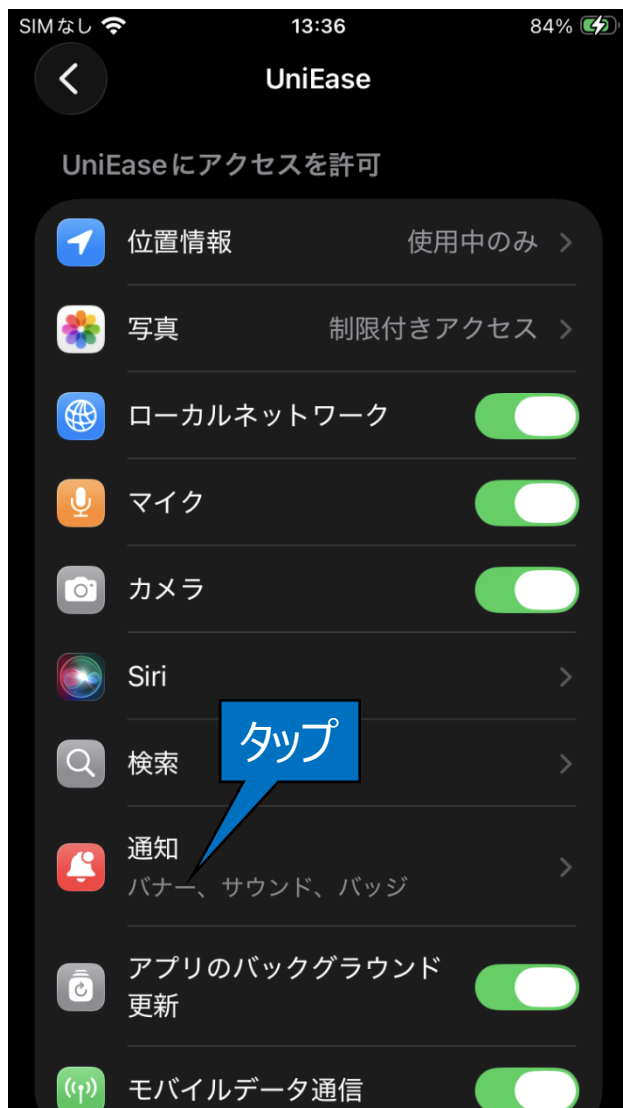 SIMなし 13:36 84%
UniEase
UniEaseにアクセスを許可
位置情報 使用中のみ
写真 制限付きアクセス
ローカルネットワーク
マイク
カメラ
Siri
タップ
検索
通知
バナー、サウンド、バッジ
アプリのバックグラウンド
更新
モバイルデータ通信